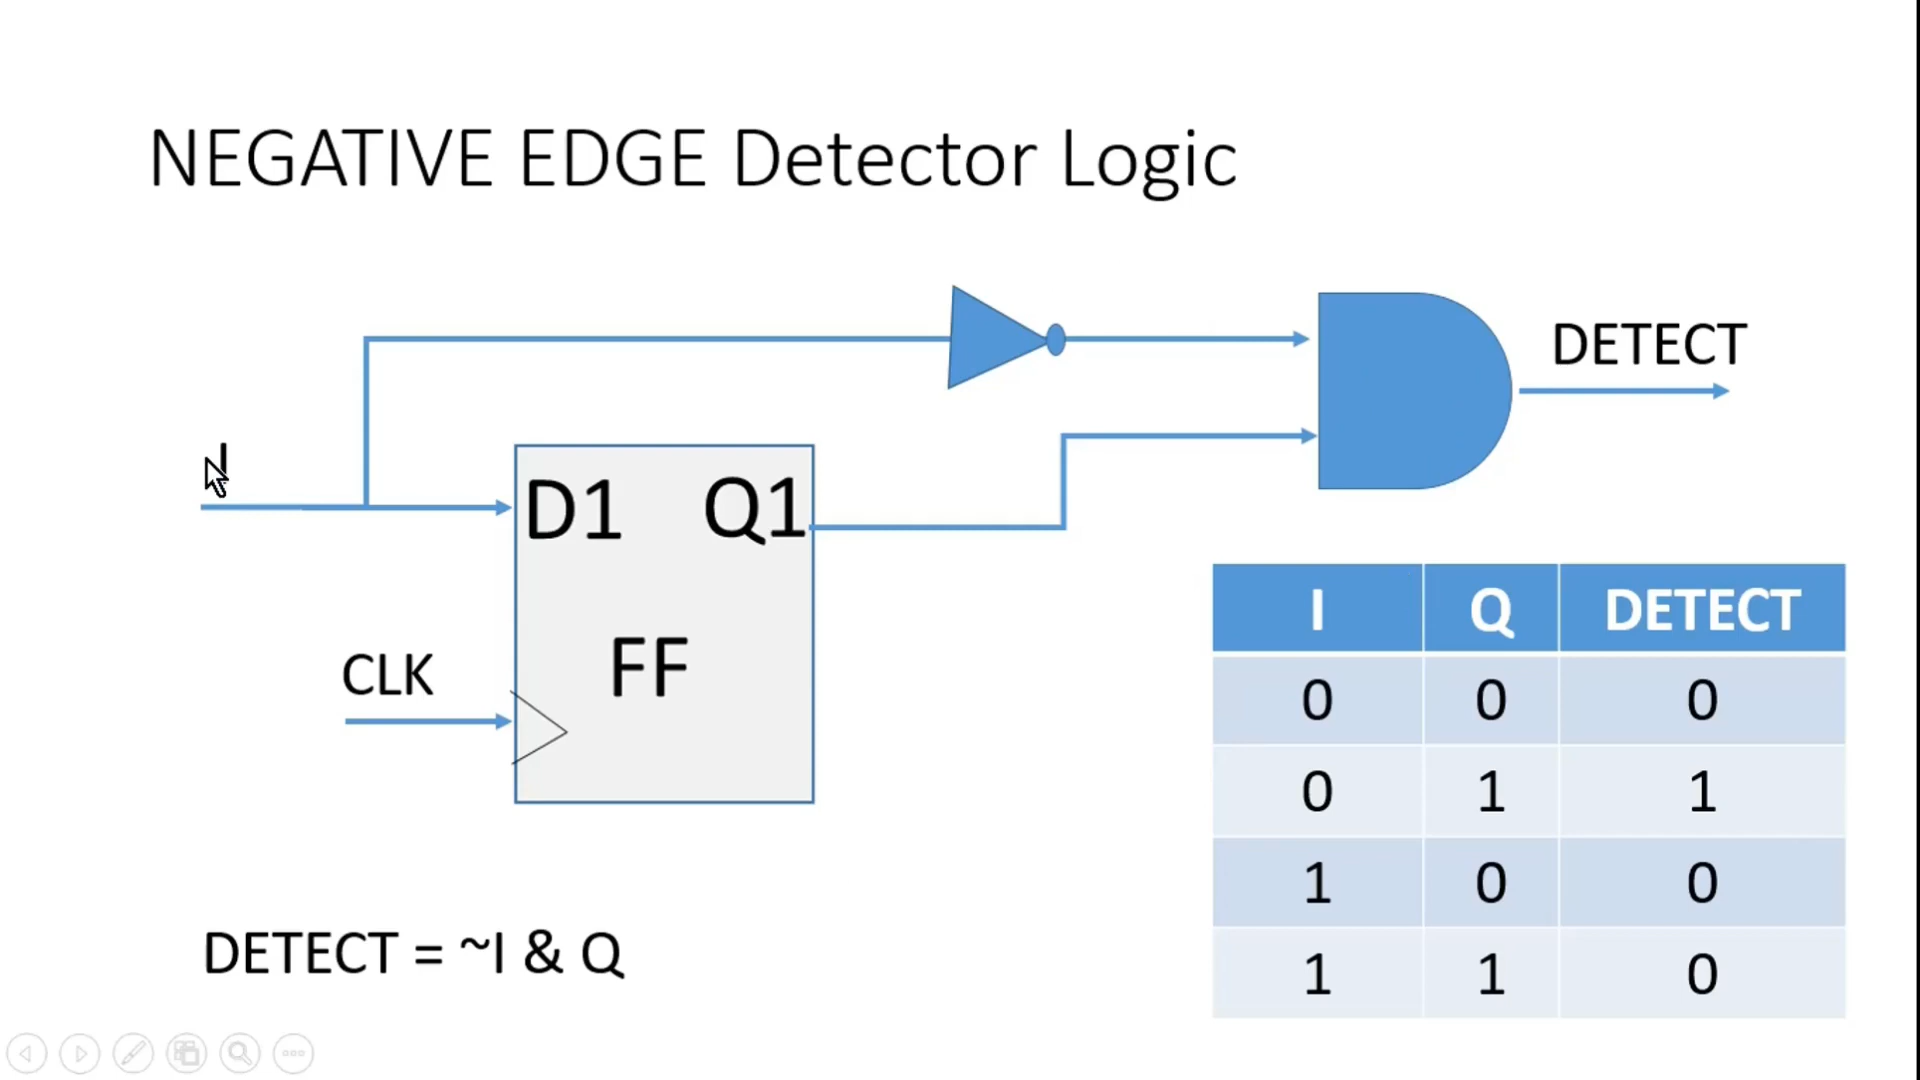 NEGATIVE EDGE Detector Logic
DETECT
I
D1 Q1
FF
CLK
I Q DETECT
0 0 0
0 1 1
1 0 0
1 1 0
DETECT = ~I & Q